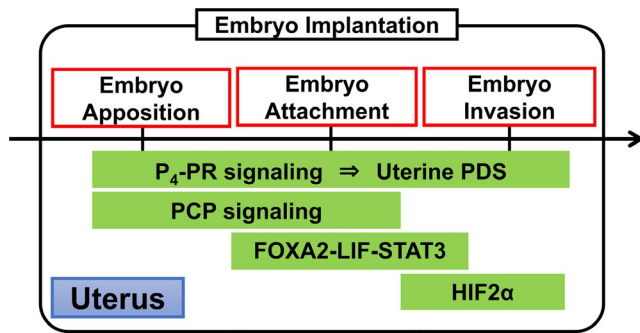 Embryo Implantation
Embryo Apposition
Embryo Attachment
Embryo Invasion
P₄-PR signaling ⇒ Uterine PDS
PCP signaling
FOXA2-LIF-STAT3
HIF2α
Uterus